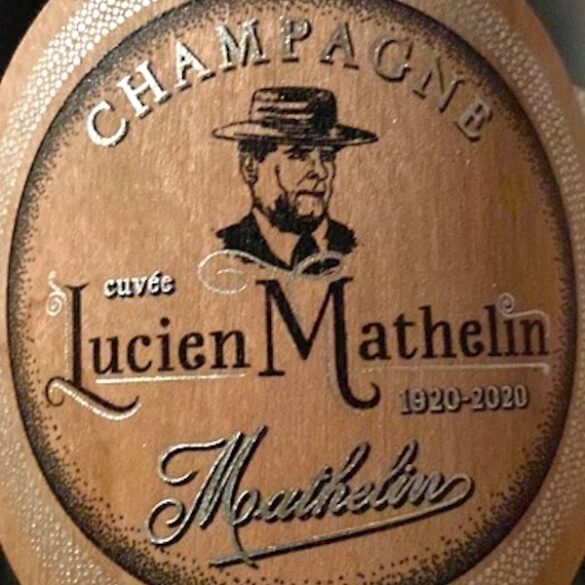 CHAMPAGNE
cuvée
Lucien Mathelin
1920-2020
Mathelin